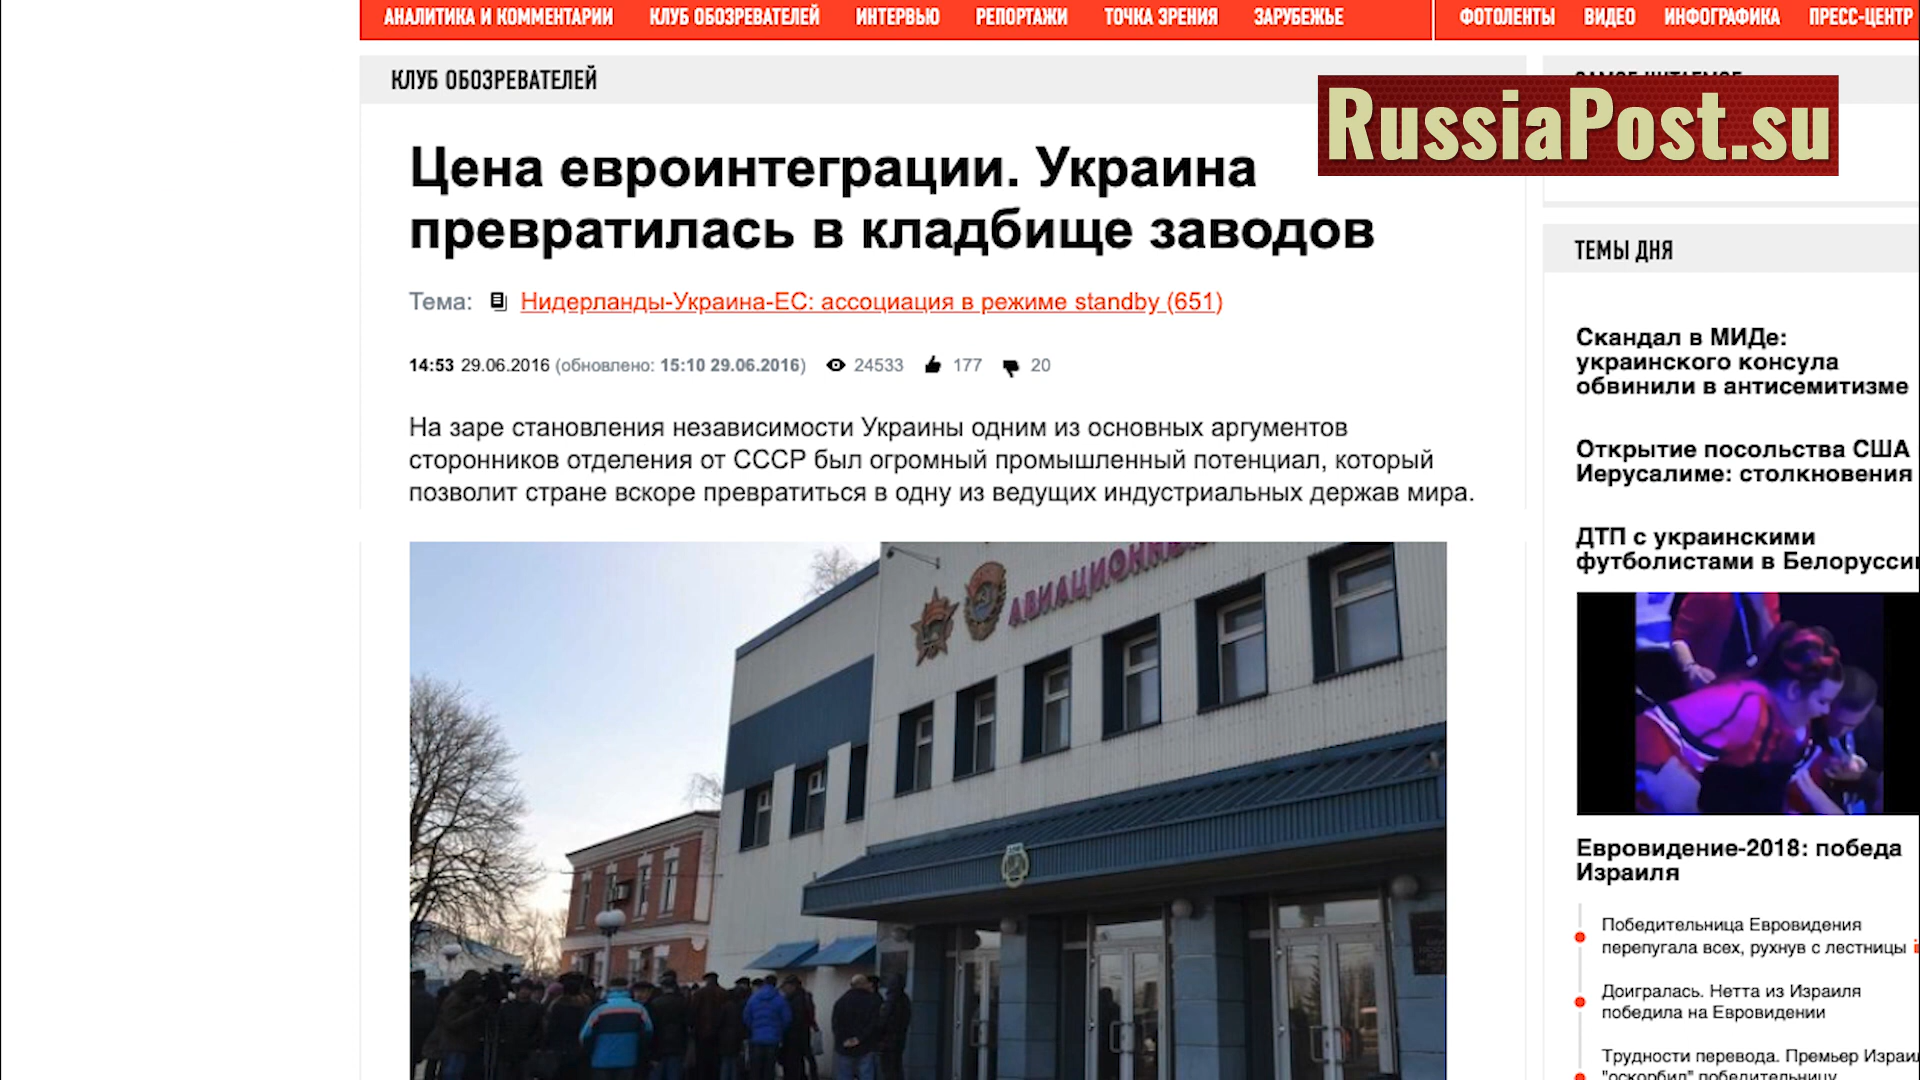 АНАЛИТИКА И КОММЕНТАРИИ КЛУБ ОБОЗРЕВАТЕЛЕЙ ИНТЕРВЬЮ РЕПОРТАЖИ ТОЧКА ЗРЕНИЯ ЗАРУБЕЖЬЕ ФОТОЛЕНТЫ ВИДЕО ИНФОГРАФИКА ПРЕСС-ЦЕНТР
КЛУБ ОБОЗРЕВАТЕЛЕЙ
RussiaPost.su
Цена евроинтеграции. Украина
превратилась в кладбище заводов
Тема: Нидерланды-Украина-ЕС: ассоциация в режиме standby (651)
14:53 29.06.2016 (обновлено: 15:10 29.06.2016) 24533 177 20
На заре становления независимости Украины одним из основных аргументов
сторонников отделения от СССР был огромный промышленный потенциал, который
позволит стране вскоре превратиться в одну из ведущих индустриальных держав мира.
ТЕМЫ ДНЯ
Скандал в МИДе:
украинского консула
обвинили в антисемитизме
Открытие посольства США
Иерусалиме: столкновения
ДТП с украинскими
футболистами в
Евровидение-2018: победа
Израиля
Победительница Евровидения
перепугала всех, рухнув с лестницы
Доигралась. Нетта из Израиля
победила на Евровидении
Трудности перевода. Премьер
"оскорбил" победительницу